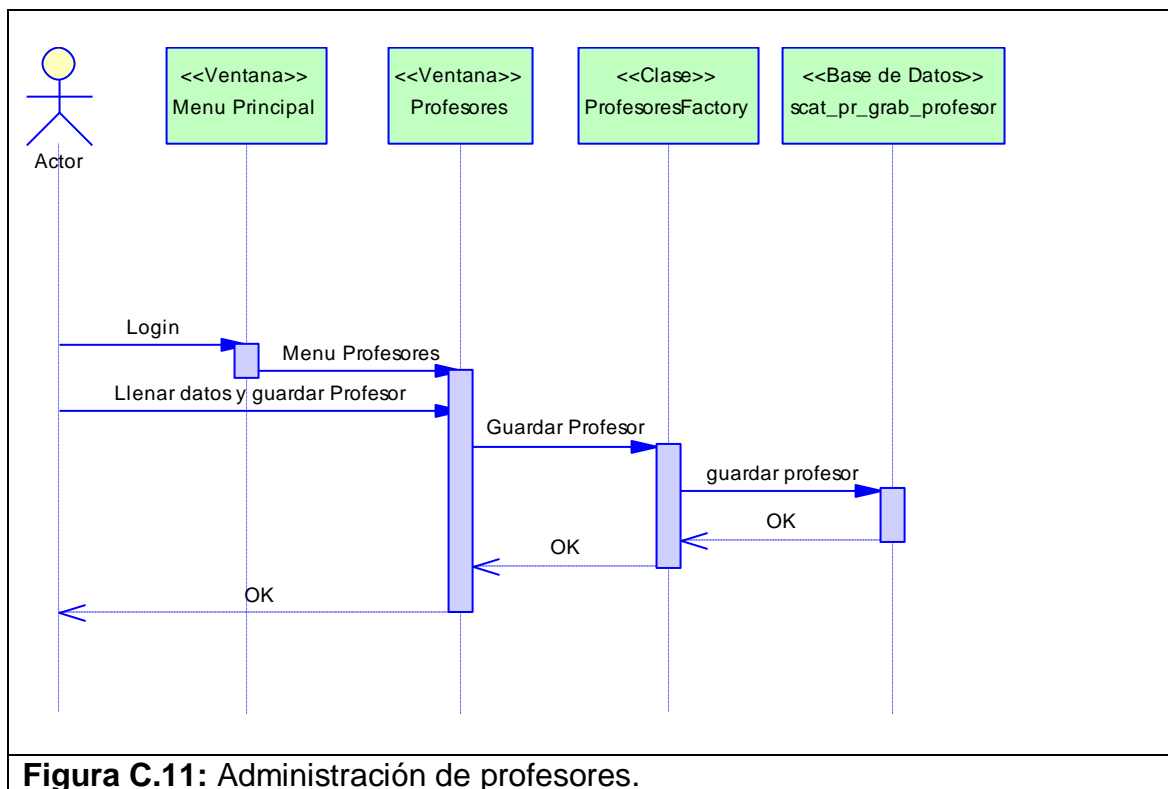 <<Ventana>>
Menu Principal
<<Ventana>>
Profesores
<<Clase>>
ProfesoresFactory
<<Base de Datos>>
scat_pr_grab_profesor
Actor
Login
Menu Profesores
Llenar datos y guardar Profesor
Guardar Profesor
guardar profesor
OK
OK
OK
Figura C.11: Administración de profesores.